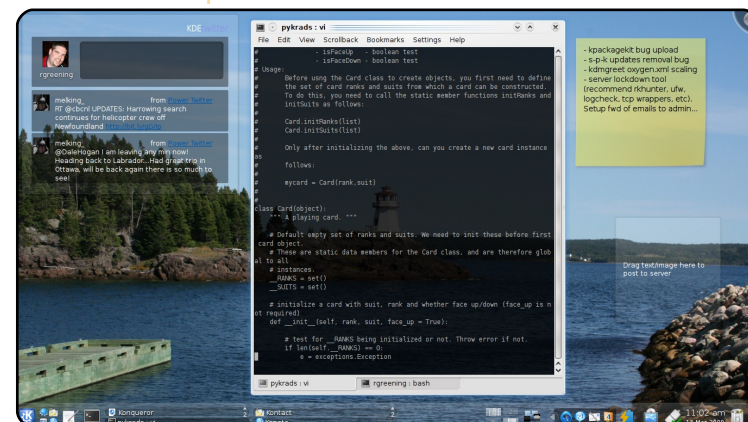 KDE twitter
rgreening
melking_ from Power Twitter
RT @cbcnl UPDATES: Harrowing search
continues for helicopter crew off
Newfoundland
melking_ from Power Twitter
@DaleHogan I am leaving any min now!
Heading back to Labrador...Had great trip in
Ottawa, will be back again there is so much to
see!
pykrads : vi
File Edit View Scrollback Bookmarks Settings Help
# - isFaceUp - boolean test
# - isFaceDown - boolean test
# Usage:
# Before usng the Card class to create objects, you first need to define
# the set of card ranks and suits from which a card can be constructed.
# To do this, you need to call the static member functions initRanks and
# initSuits as follows:
#
# Card.initRanks(list)
# Card.initSuits(list)
#
# Only after initializing the above, can you create a new card instance
as
# follows:
#
# mycard = Card(rank,suit)
#
#
class Card(object):
""" A playing card. """
# Default empty set of ranks and suits. We need to init these before first
card object.
# These are static data members for the Card class, and are therefore glob
al to all
# instances.
__RANKS = set()
__SUITS = set()
# initialize a card with suit, rank and whether face up/down (face_up is n
ot required)
def __init__(self, rank, suit, face_up = True):
# test for __RANKS being initialized or not. Throw error if not.
if len(self.__RANKS) == 0:
e = exceptions.Exception
pykrads : vi
rgreening : bash
- kpackagekit bug upload
- s-p-k updates removal bug
- kdmgreet oxygen.xml scaling
- server lockdown tool
(recommend rkhunter, ufw,
logcheck, tcp wrappers, etc).
Setup fwd of emails to admin...
Drag text/image here to
post to server
Konqueror
2
Kontact
2
11:02 am